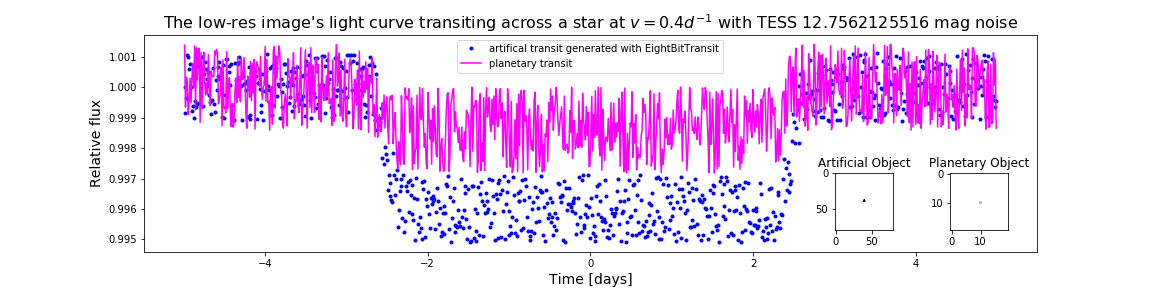 The low-res image's light curve transiting across a star at v = 0.4d⁻¹ with TESS 12.7562125516 mag noise
artifical transit generated with EightBitTransit
planetary transit
Relative flux
1.001
1.000
0.999
0.998
0.997
0.996
0.995
Artificial Object
0
50
0 50
Planetary Object
0
10
0 10
−4 −2 0 2 4
Time [days]